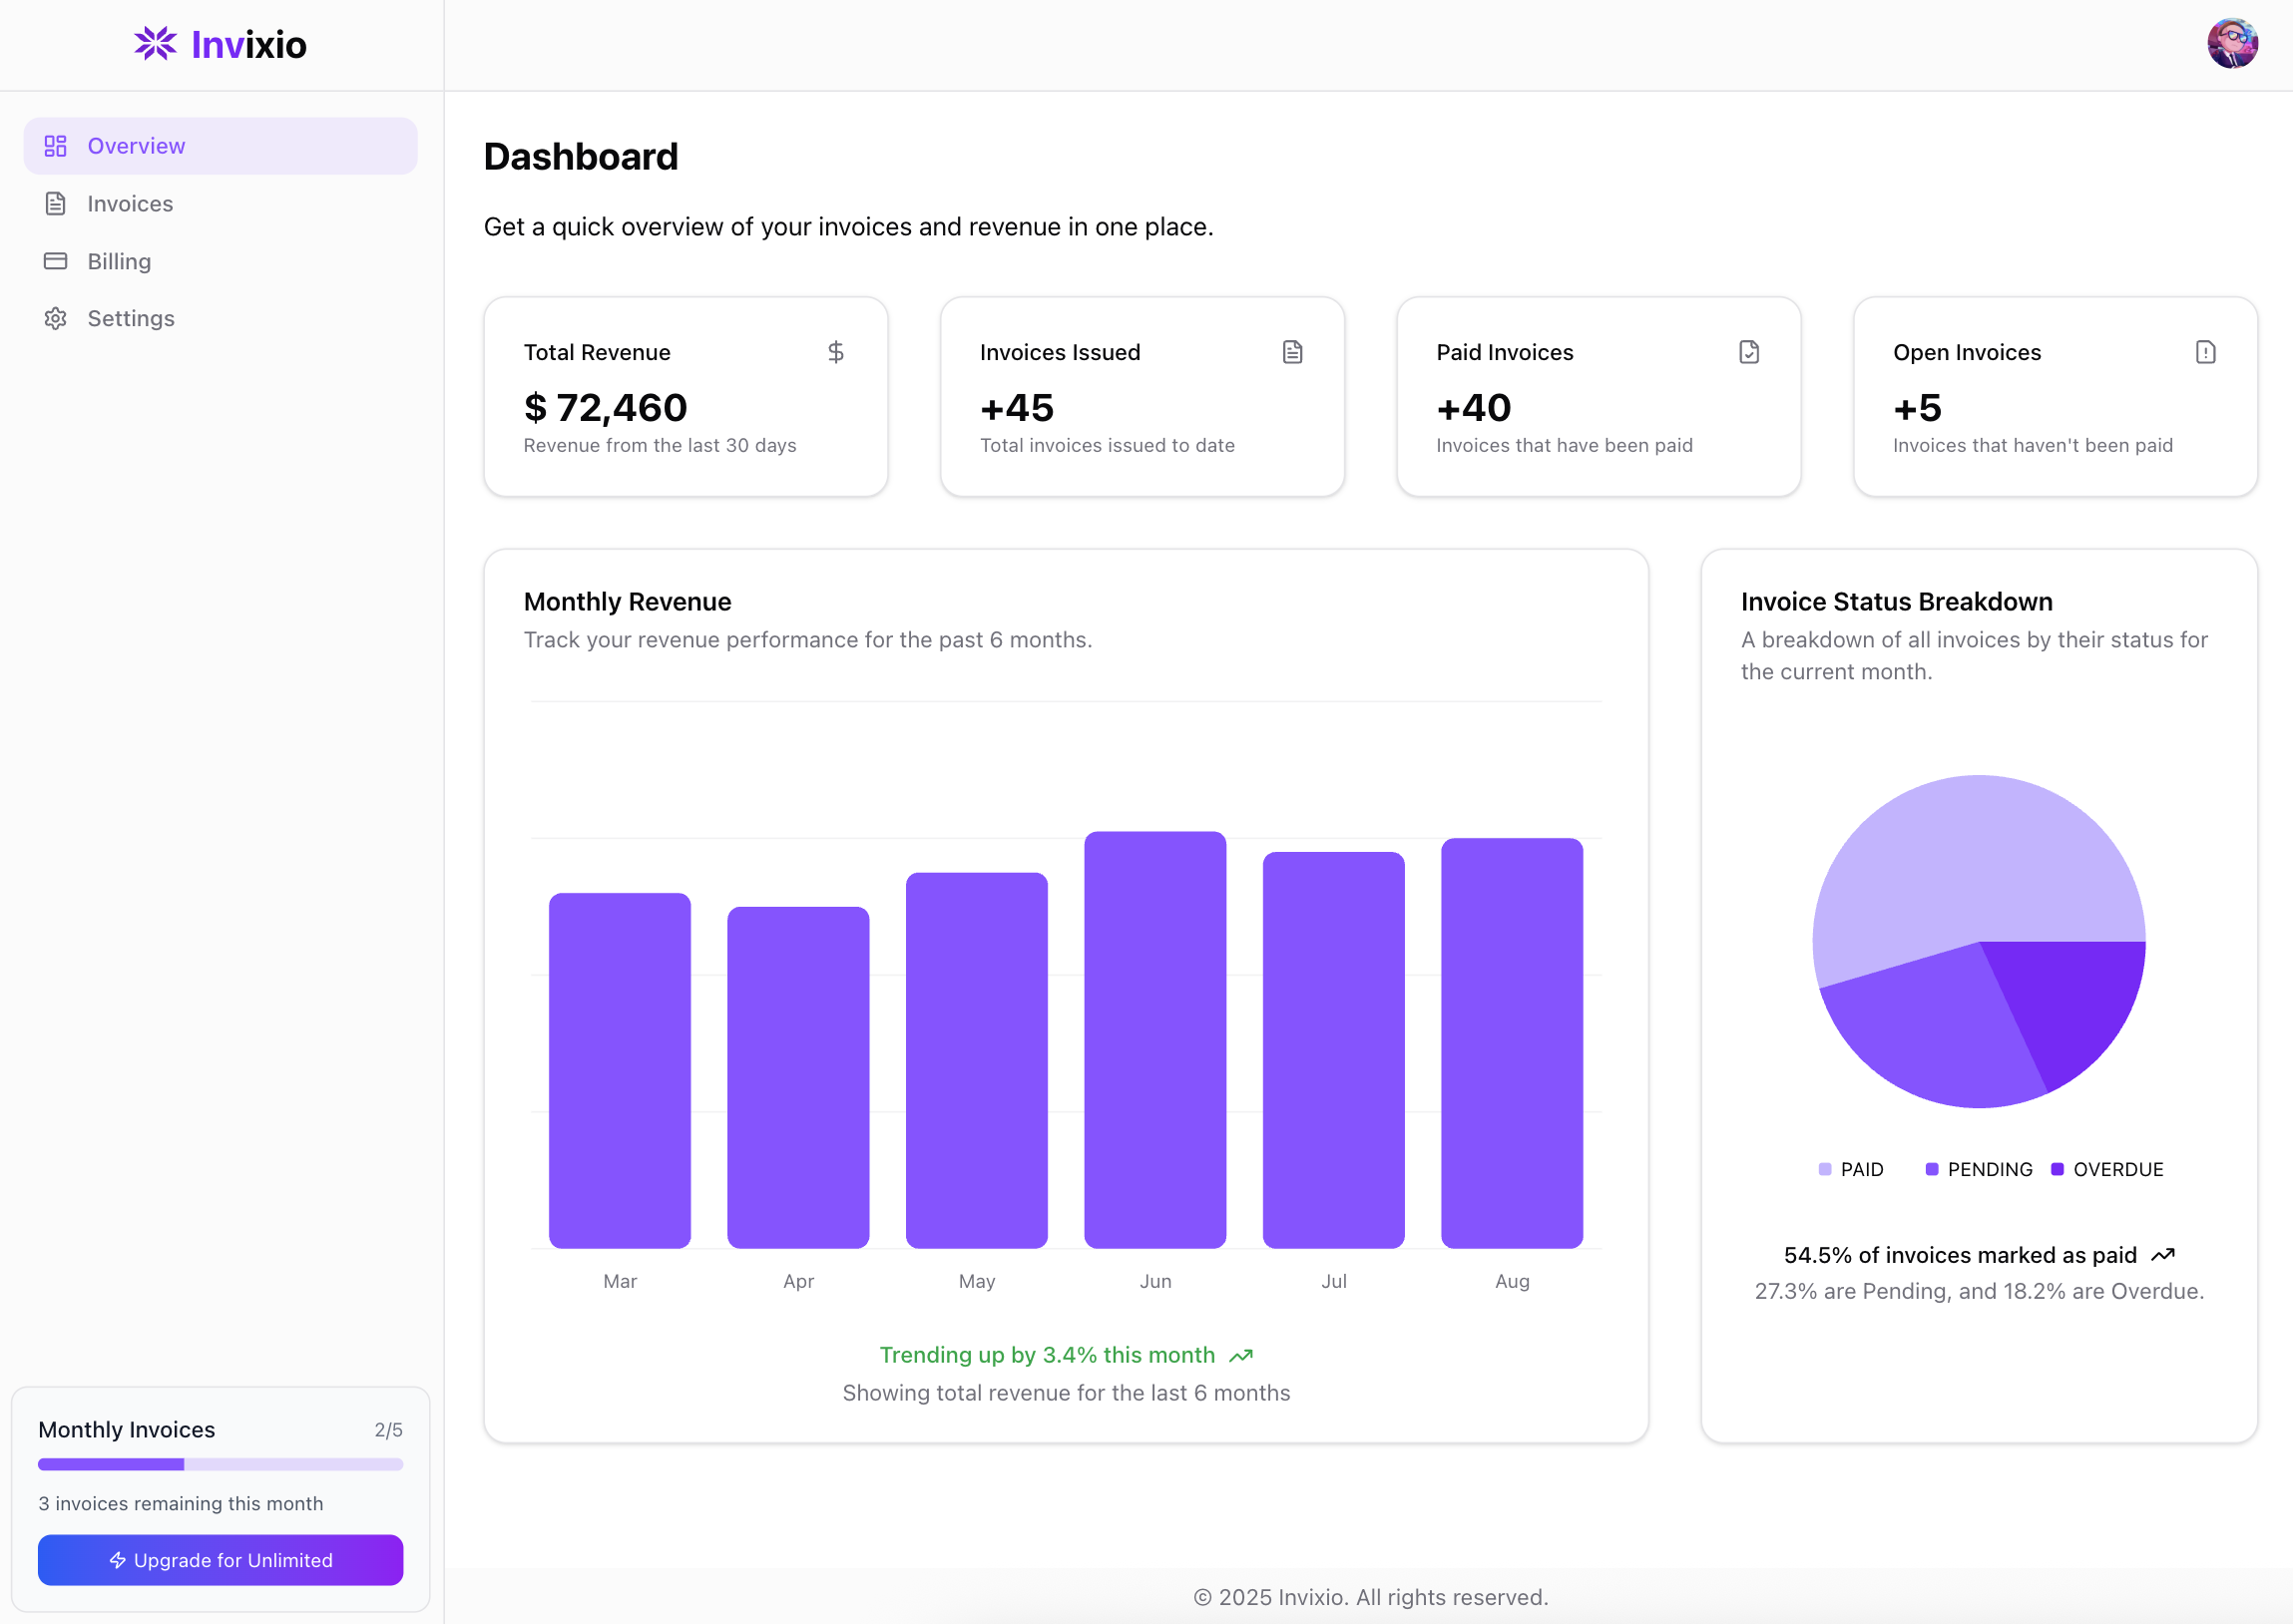 Invixio
Overview
Invoices
Billing
Settings
Monthly Invoices 2/5
3 invoices remaining this month
Upgrade for Unlimited
Dashboard
Get a quick overview of your invoices and revenue in one place.
Total Revenue
$ 72,460
Revenue from the last 30 days
Invoices Issued
+45
Total invoices issued to date
Paid Invoices
+40
Invoices that have been paid
Open Invoices
+5
Invoices that haven't been paid
Monthly Revenue
Track your revenue performance for the past 6 months.
Mar Apr May Jun Jul Aug
Trending up by 3.4% this month
Showing total revenue for the last 6 months
Invoice Status Breakdown
A breakdown of all invoices by their status for
the current month.
PAID PENDING OVERDUE
54.5% of invoices marked as paid
27.3% are Pending, and 18.2% are Overdue.
© 2025 Invixio. All rights reserved.